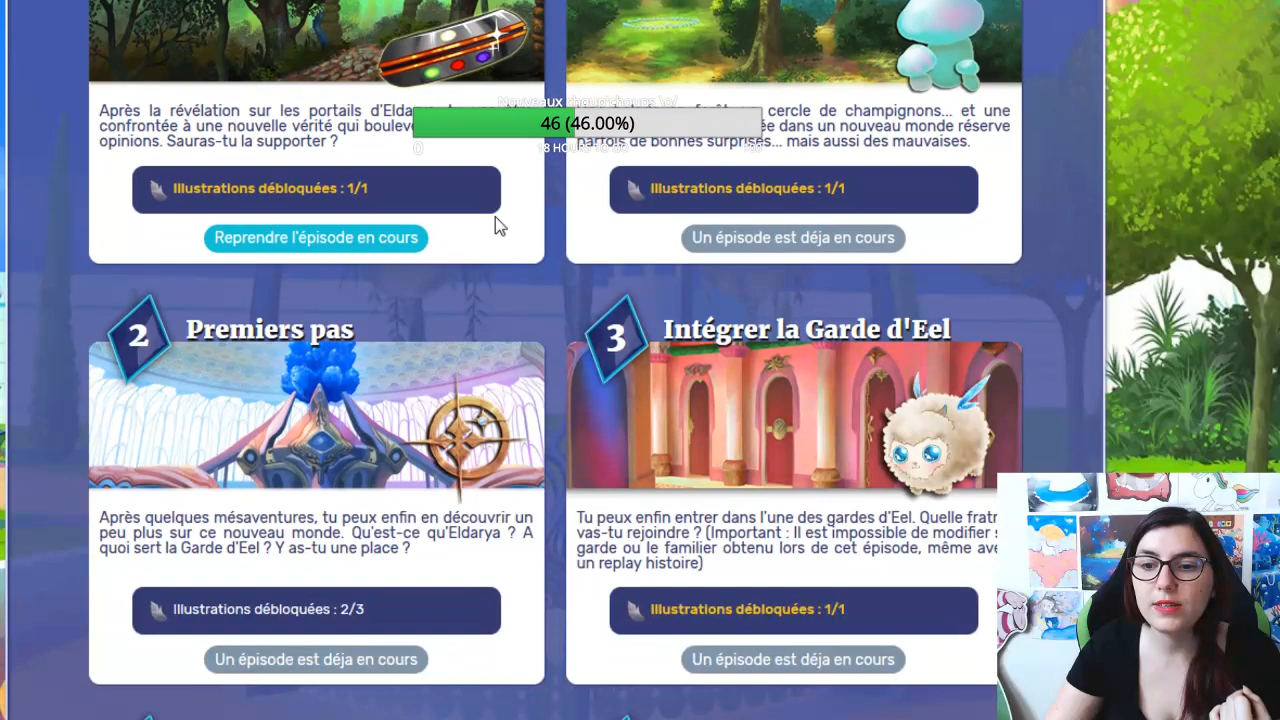 Après la révélation sur les portails d'Elda
confrontée à une nouvelle vérité qui boulev
opinions. Sauras-tu la supporter ?
Illustrations débloquées : 1/1
Reprendre l'épisode en cours
Nouveaux choup'choups \o/
46 (46.00%)
0
cercle de champignons... et une
ée dans un nouveau monde réserve
parfois de bonnes surprises... mais aussi des mauvaises.
Illustrations débloquées : 1/1
Un épisode est déja en cours
2
Premiers pas
Après quelques mésaventures, tu peux enfin en découvrir un
peu plus sur ce nouveau monde. Qu'est-ce qu'Eldarya ? A
quoi sert la Garde d'Eel ? Y as-tu une place ?
Illustrations débloquées : 2/3
Un épisode est déja en cours
3
Intégrer la Garde d'Eel
Tu peux enfin entrer dans l'une des gardes d'Eel. Quelle fratr
vas-tu rejoindre ? (Important : Il est impossible de modifier s
garde ou le familier obtenu lors de cet épisode, même ave
un replay histoire)
Illustrations débloquées : 1/1
Un épisode est déja en cours